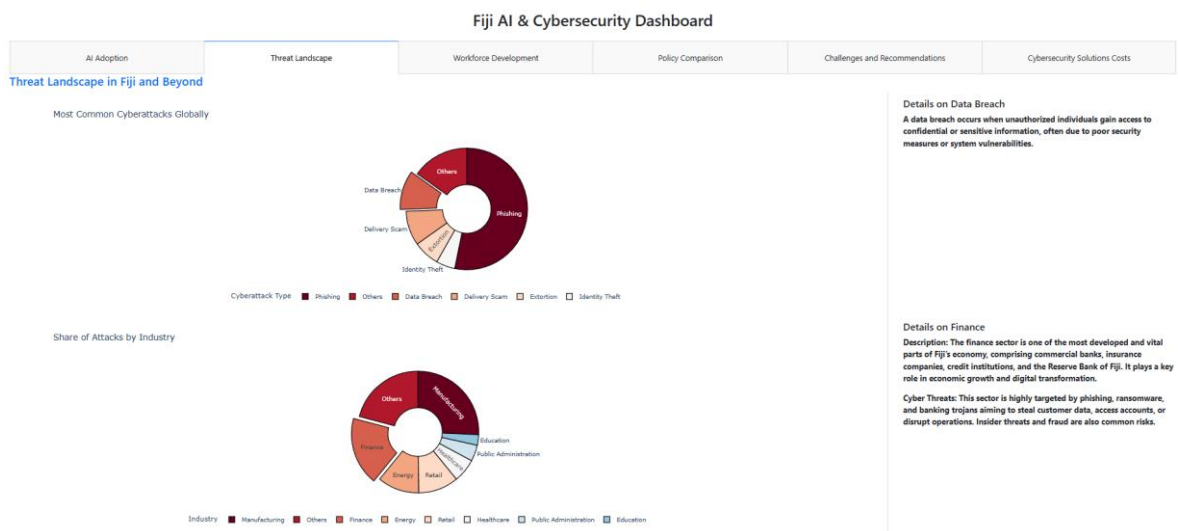 Fiji AI & Cybersecurity Dashboard
AI Adoption
Threat Landscape
Workforce Development
Policy Comparison
Challenges and Recommendations
Cybersecurity Solutions Costs
Threat Landscape in Fiji and Beyond
Most Common Cyberattacks Globally
Others
Data Breach
Phishing
Delivery Scam
Extortion
Identity Theft
Cyberattack Type Phishing Others Data Breach Delivery Scam Extortion Identity Theft
Details on Data Breach
A data breach occurs when unauthorized individuals gain access to
confidential or sensitive information, often due to poor security
measures or system vulnerabilities.
Share of Attacks by Industry
Others
Manufacturing
Finance
Education
Public Administration
Healthcare
Energy
Retail
Industry Manufacturing Others Finance Energy Retail Healthcare Public Administration Education
Details on Finance
Description: The finance sector is one of the most developed and vital
parts of Fiji's economy, comprising commercial banks, insurance
companies, credit institutions, and the Reserve Bank of Fiji. It plays a key
role in economic growth and digital transformation.
Cyber Threats: This sector is highly targeted by phishing, ransomware,
and banking trojans aiming to steal customer data, access accounts, or
disrupt operations. Insider threats and fraud are also common risks.